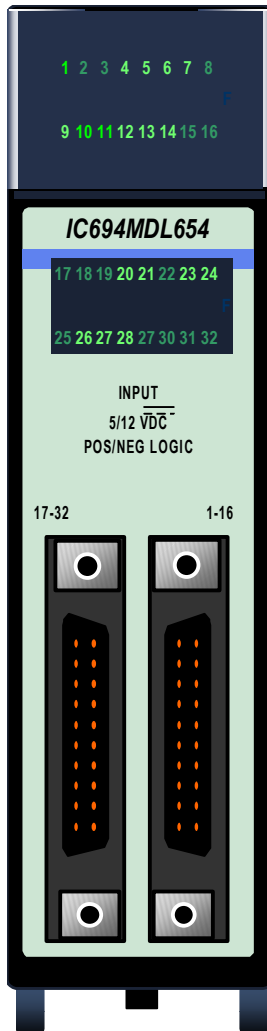 1 2 3 4 5 6 7 8
F
9 10 11 12 13 14 15 16
IC694MDL654
17 18 19 20 21 22 23 24
F
25 26 27 28 27 30 31 32
INPUT
5/12 VDC
POS/NEG LOGIC
17-32 1-16